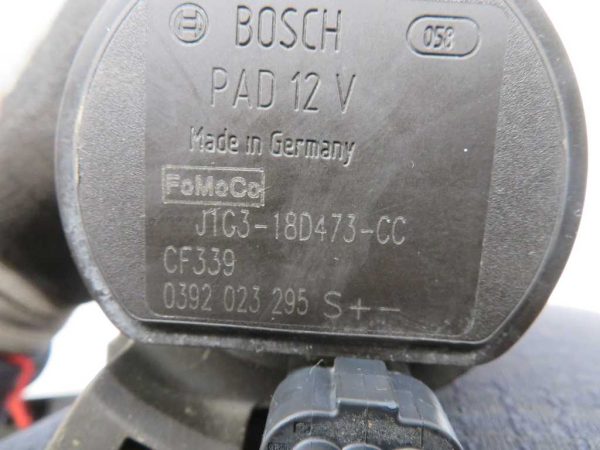 BOSCH 058
PAD 12 V
Made in Germany
FoMoCo
J1G3-18D473-CC
CF339
0392 023 295 S+-